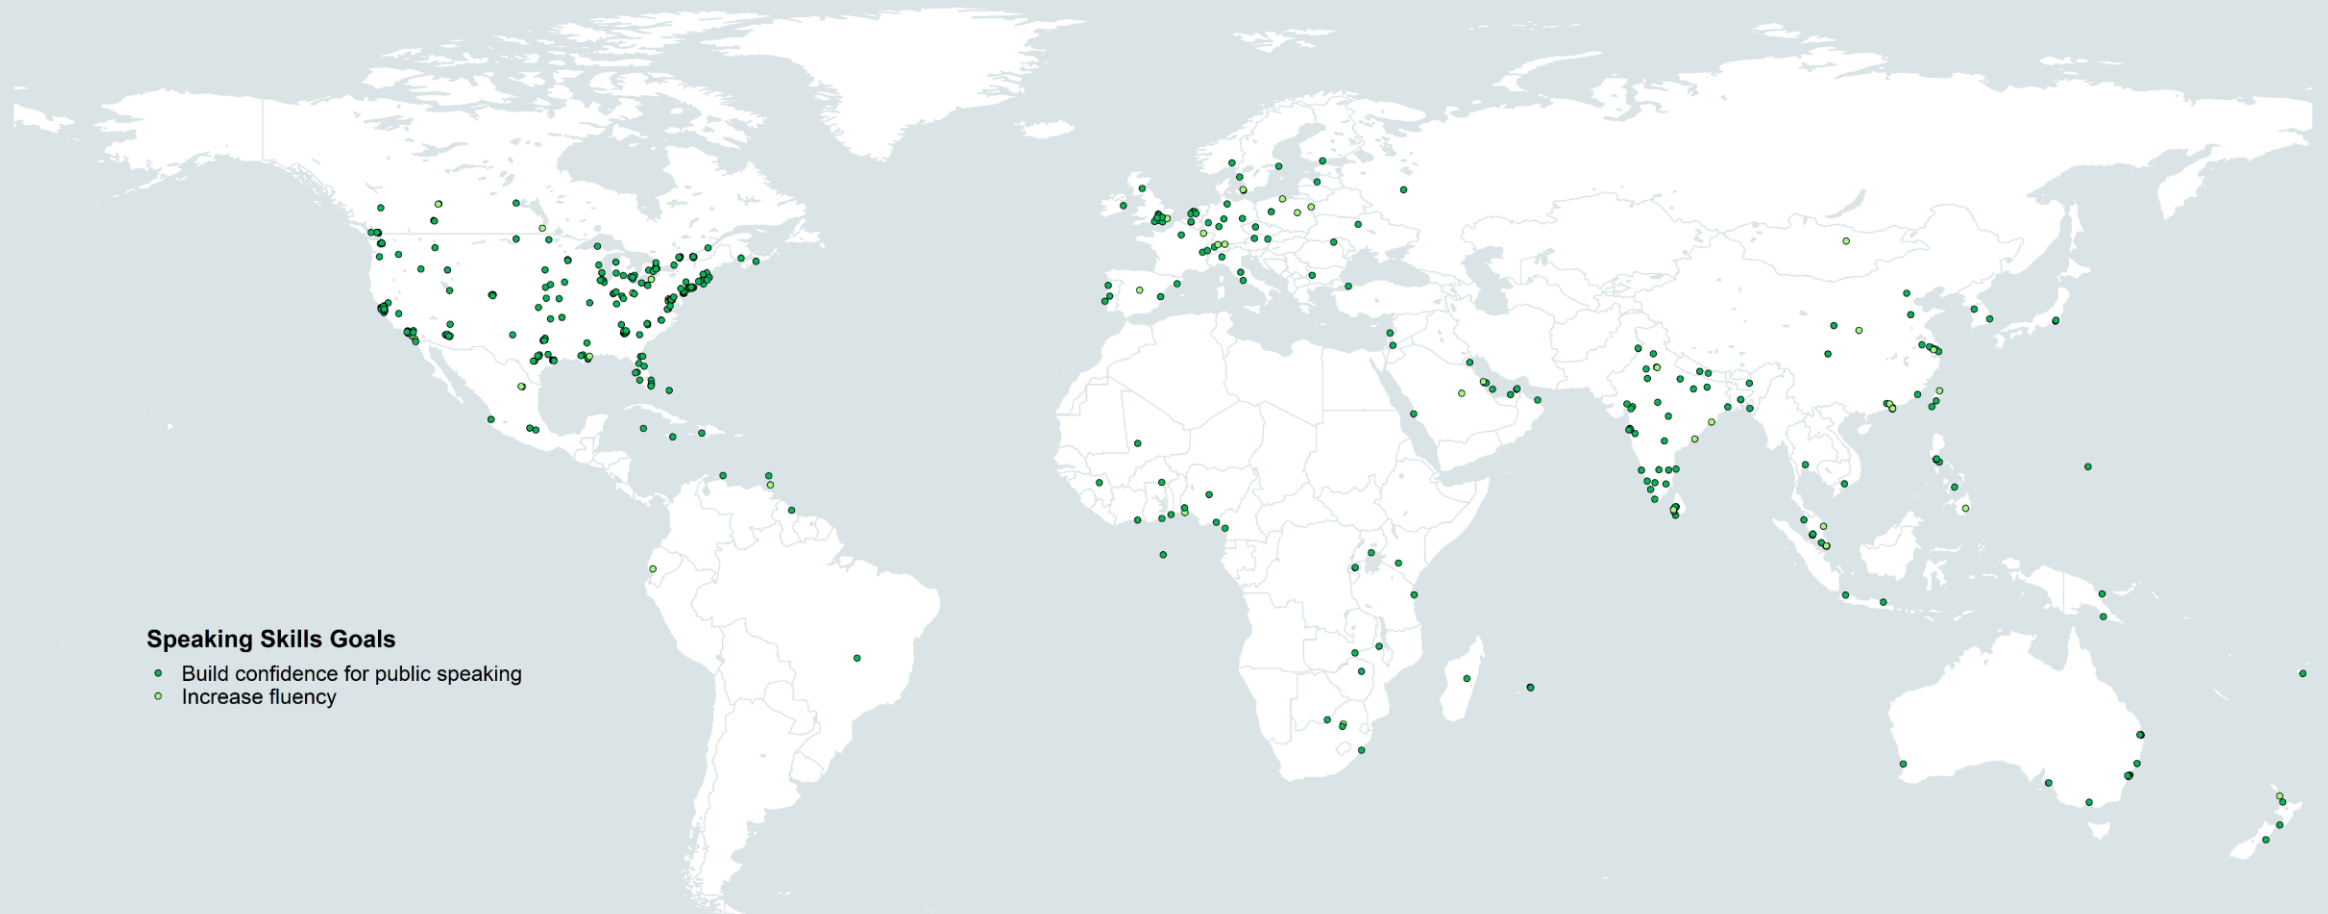 Speaking Skills Goals
Build confidence for public speaking
Increase fluency